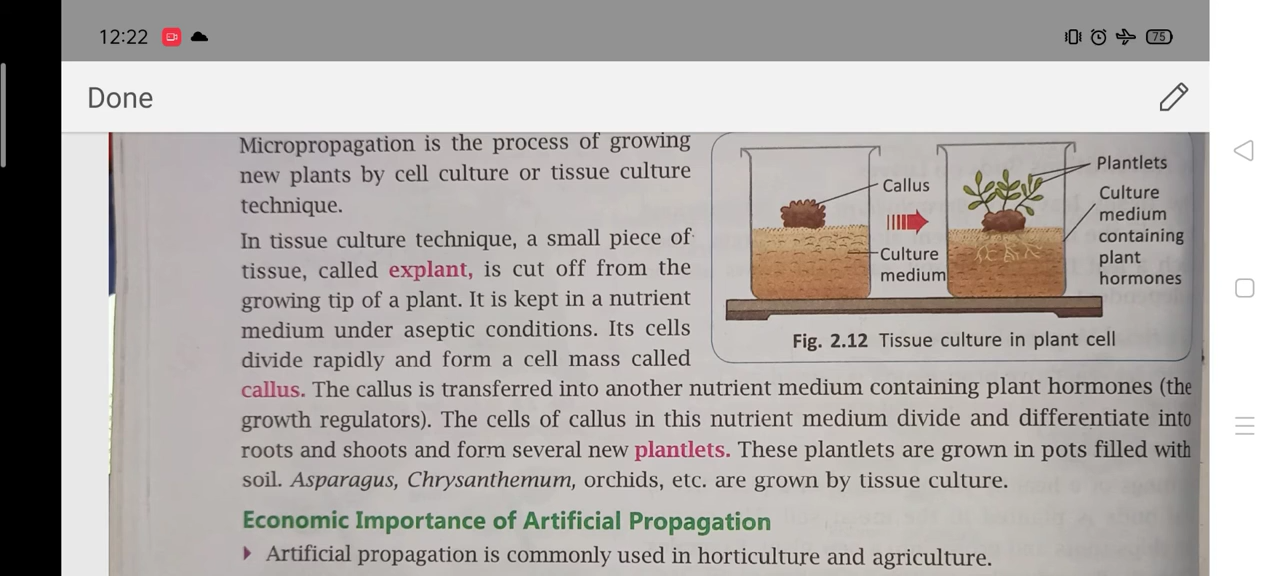 12:22
75
Done
Micropropagation is the process of growing
new plants by cell culture or tissue culture
technique.
In tissue culture technique, a small piece of
tissue, called explant, is cut off from the
growing tip of a plant. It is kept in a nutrient
medium under aseptic conditions. Its cells
divide rapidly and form a cell mass called
callus. The callus is transferred into another nutrient medium containing plant hormones (the
growth regulators). The cells of callus in this nutrient medium divide and differentiate into
roots and shoots and form several new plantlets. These plantlets are grown in pots filled with
soil. Asparagus, Chrysanthemum, orchids, etc. are grown by tissue culture.
Callus
Culture
medium
Plantlets
Culture
medium
containing
plant
hormones
Fig. 2.12 Tissue culture in plant cell
Economic Importance of Artificial Propagation
Artificial propagation is commonly used in horticulture and agriculture.